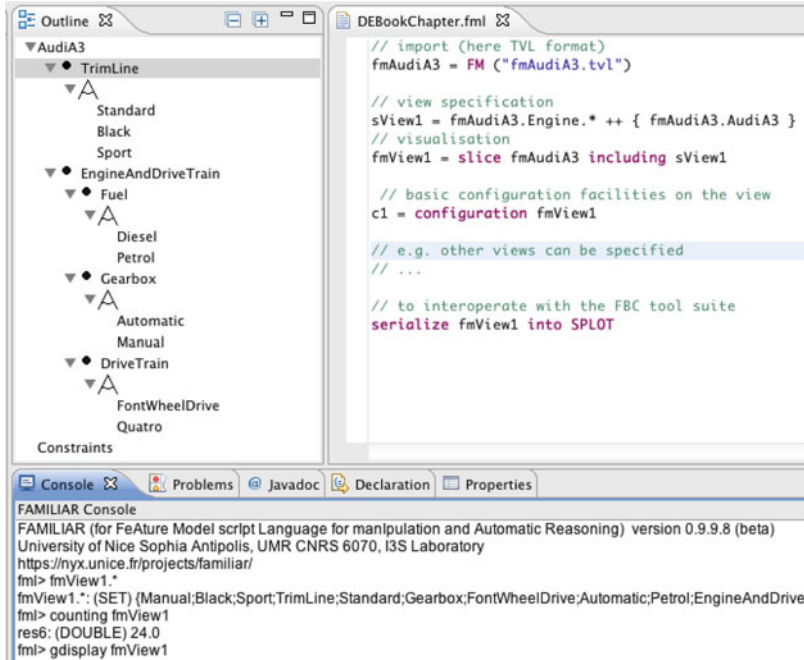 Outline
AudiA3
TrimLine
Standard
Black
Sport
EngineAndDriveTrain
Fuel
Diesel
Petrol
Gearbox
Automatic
Manual
DriveTrain
FontWheelDrive
Quatro
Constraints
DEBookChapter.fml
// import (here TVL format)
fmAudiA3 = FM ("fmAudiA3.tvl")
// view specification
sView1 = fmAudiA3.Engine.* ++ { fmAudiA3.AudiA3 }
// visualisation
fmView1 = slice fmAudiA3 including sView1
// basic configuration facilities on the view
c1 = configuration fmView1
// e.g. other views can be specified
// ...
// to interoperate with the FBC tool suite
serialize fmView1 into SPLOT
Console Problems @ Javadoc Declaration Properties
FAMILIAR Console
FAMILIAR (for FeAture Model scrIpt Language for manIpulation and Automatic Reasoning) version 0.9.9.8 (beta)
University of Nice Sophia Antipolis, UMR CNRS 6070, I3S Laboratory
https://nyx.unice.fr/projects/familiar/
fml> fmView1.*
fmView1.*: (SET) {Manual;Black;Sport;TrimLine;Standard;Gearbox;FontWheelDrive;Automatic;Petrol;EngineAndDrive
fml> counting fmView1
res6: (DOUBLE) 24.0
fml> gdisplay fmView1